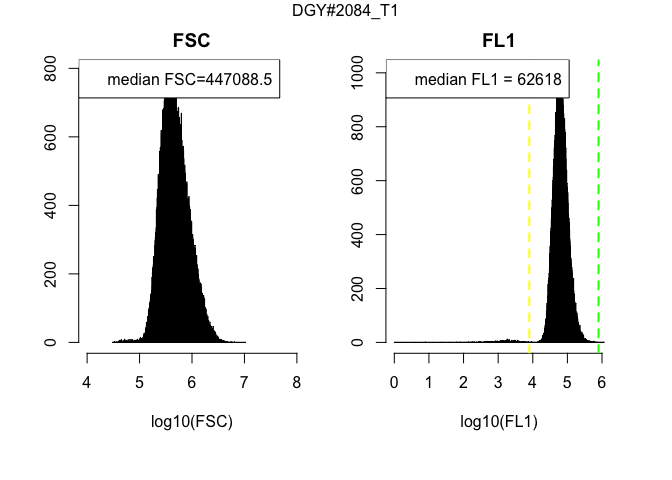 DGY#2084_T1
FSC
median FSC=447088.5
0
200
400
600
800
4 5 6 7 8
log10(FSC)
FL1
median FL1 = 62618
0
200
400
600
800
1000
0 1 2 3 4 5 6
log10(FL1)